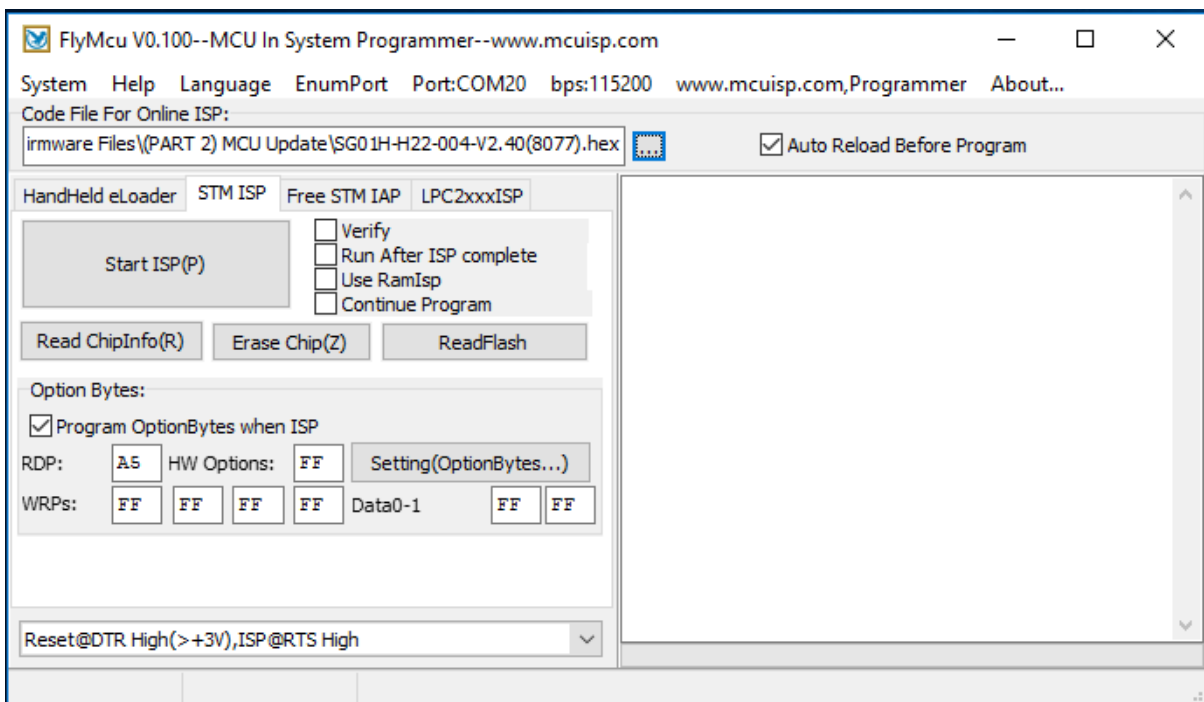 FlyMcu V0.100--MCU In System Programmer--www.mcuisp.com
System Help Language EnumPort Port:COM20 bps:115200 www.mcuisp.com,Programmer About...
Code File For Online ISP:
irmware Files\(PART 2) MCU Update\SG01H-H22-004-V2.40(8077).hex ... Auto Reload Before Program
HandHeld eLoader STM ISP Free STM IAP LPC2xxxISP
Start ISP(P)
Verify
Run After ISP complete
Use RamIsp
Continue Program
Read ChipInfo(R) Erase Chip(Z) ReadFlash
Option Bytes:
Program OptionBytes when ISP
RDP: A5 HW Options: FF Setting(OptionBytes...)
WRPs: FF FF FF FF Data0-1 FF FF
Reset@DTR High(>+3V),ISP@RTS High